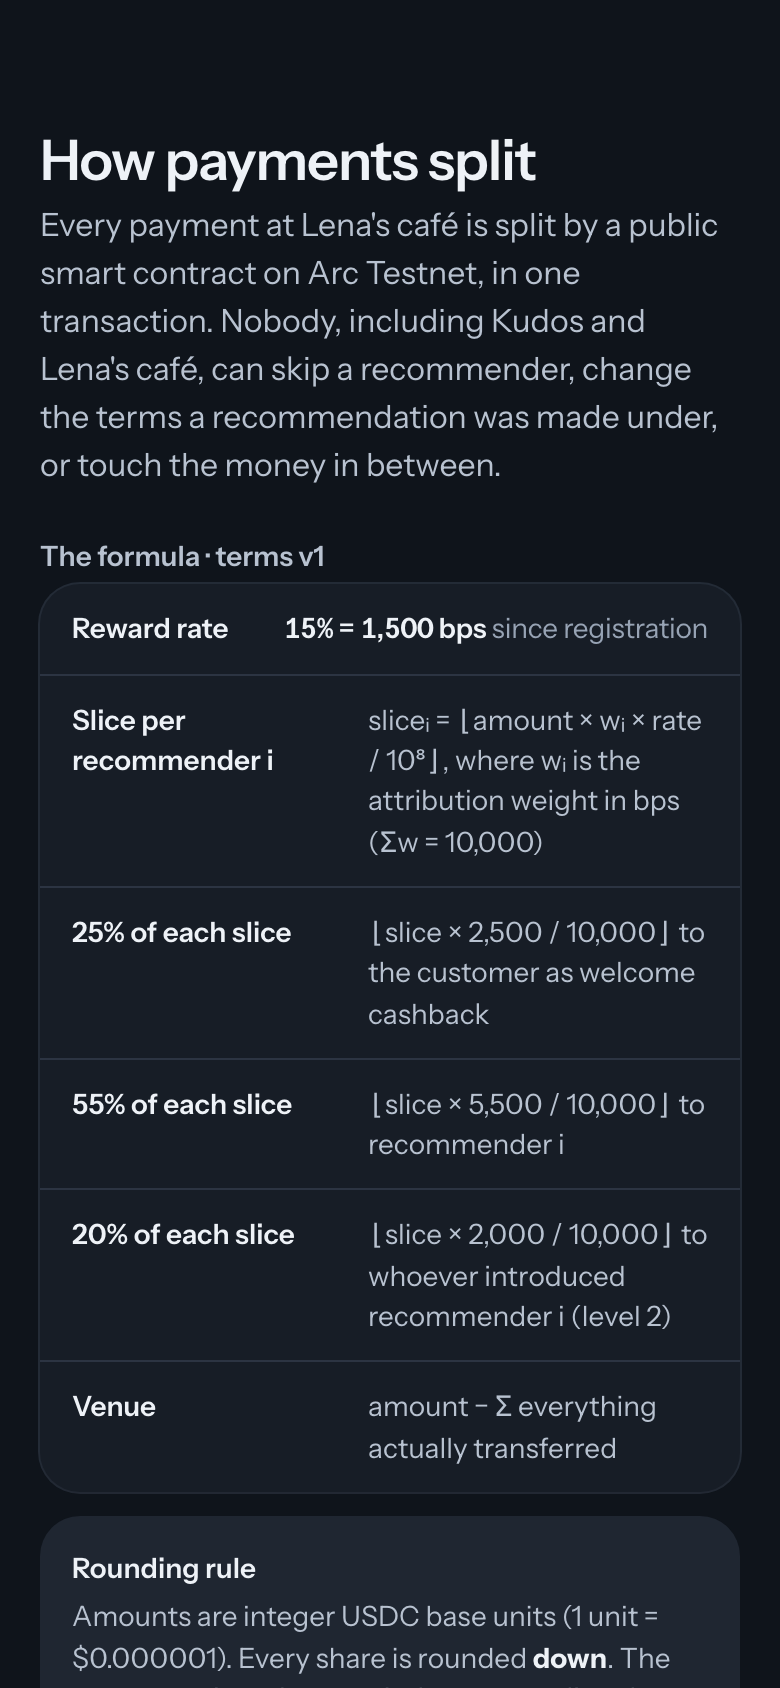 How payments split
Every payment at Lena's café is split by a public
smart contract on Arc Testnet, in one
transaction. Nobody, including Kudos and
Lena's café, can skip a recommender, change
the terms a recommendation was made under,
or touch the money in between.
The formula · terms v1
Reward rate 15% = 1,500 bps since registration
Slice per
recommender i
sliceᵢ = ⌊amount × wᵢ × rate
/ 10⁸⌋, where wᵢ is the
attribution weight in bps
(Σw = 10,000)
25% of each slice
⌊slice × 2,500 / 10,000⌋ to
the customer as welcome
cashback
55% of each slice
⌊slice × 5,500 / 10,000⌋ to
recommender i
20% of each slice
⌊slice × 2,000 / 10,000⌋ to
whoever introduced
recommender i (level 2)
Venue
amount − Σ everything
actually transferred
Rounding rule
Amounts are integer USDC base units (1 unit =
$0.000001). Every share is rounded down. The